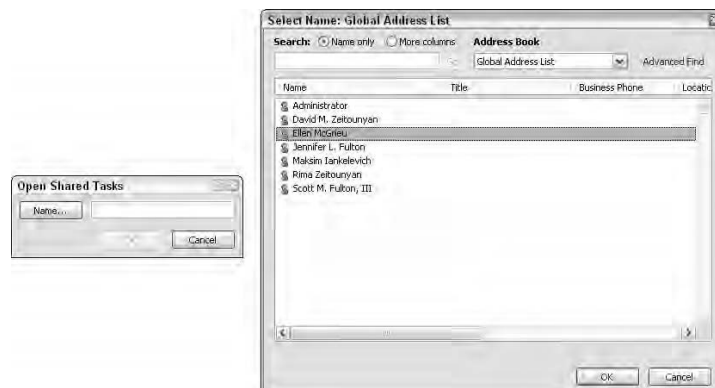 Open Shared Tasks
Name...
Cancel
Select Name: Global Address List
Search: Name only More columns Address Book
Global Address List Advanced Find
Name Title Business Phone Locatic
Administrator
David M. Zeitounyan
Ellen McGrieu
Jennifer L. Fulton
Maksim Iankelevich
Rima Zeitounyan
Scott M. Fulton, III
OK Cancel